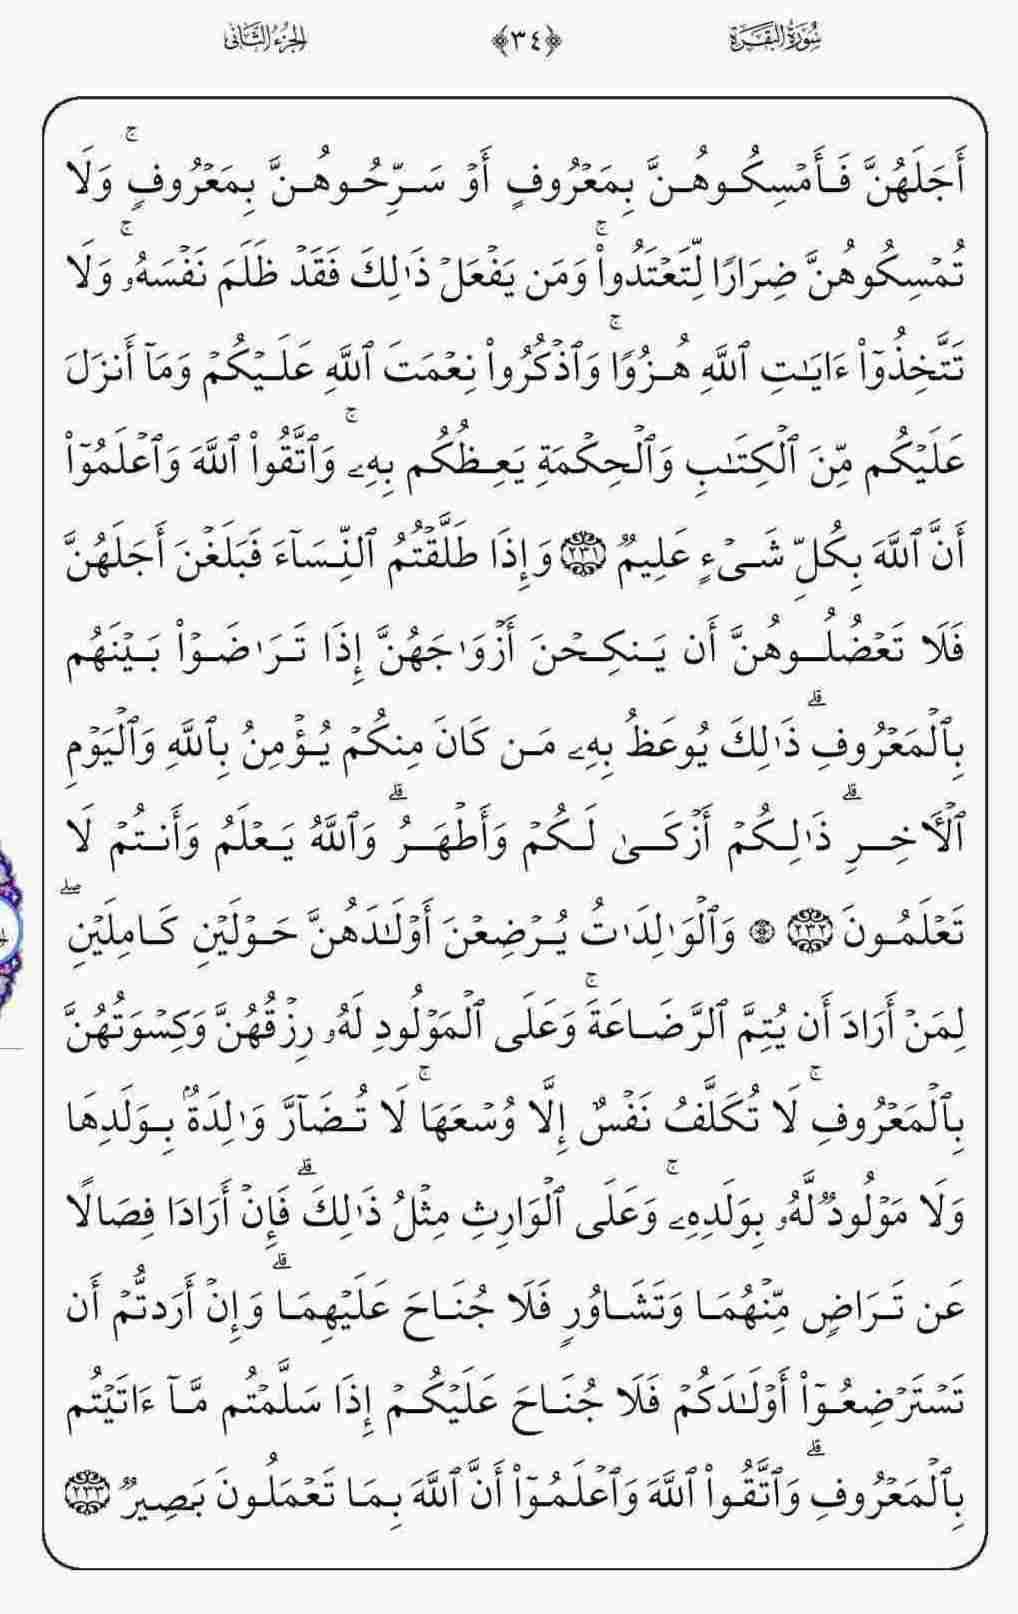 سُورَةُ البَقَرَةِ ﴿٣٤﴾ الجُزءُ الثَّانِي
أَجَلَهُنَّ فَأَمۡسِكُوهُنَّ بِمَعۡرُوفٍ أَوۡ سَرِّحُوهُنَّ بِمَعۡرُوفٖۚ وَلَا
تُمۡسِكُوهُنَّ ضِرَارٗا لِّتَعۡتَدُواْۚ وَمَن يَفۡعَلۡ ذَٰلِكَ فَقَدۡ ظَلَمَ نَفۡسَهُۥۚ وَلَا
تَتَّخِذُوٓاْ ءَايَٰتِ ٱللَّهِ هُزُوٗاۚ وَٱذۡكُرُواْ نِعۡمَتَ ٱللَّهِ عَلَيۡكُمۡ وَمَآ أَنزَلَ
عَلَيۡكُم مِّنَ ٱلۡكِتَٰبِ وَٱلۡحِكۡمَةِ يَعِظُكُم بِهِۦۚ وَٱتَّقُواْ ٱللَّهَ وَٱعۡلَمُوٓاْ
أَنَّ ٱللَّهَ بِكُلِّ شَيۡءٍ عَلِيمٞ ٢٣١ وَإِذَا طَلَّقۡتُمُ ٱلنِّسَآءَ فَبَلَغۡنَ أَجَلَهُنَّ
فَلَا تَعۡضُلُوهُنَّ أَن يَنكِحۡنَ أَزۡوَٰجَهُنَّ إِذَا تَرَٰضَوۡاْ بَيۡنَهُم
بِٱلۡمَعۡرُوفِۗ ذَٰلِكَ يُوعَظُ بِهِۦ مَن كَانَ مِنكُمۡ يُؤۡمِنُ بِٱللَّهِ وَٱلۡيَوۡمِ
ٱلۡأٓخِرِۗ ذَٰلِكُمۡ أَزۡكَىٰ لَكُمۡ وَأَطۡهَرُۗ وَٱللَّهُ يَعۡلَمُ وَأَنتُمۡ لَا
تَعۡلَمُونَ ٢٣٢ ۞ وَٱلۡوَٰلِدَٰتُ يُرۡضِعۡنَ أَوۡلَٰدَهُنَّ حَوۡلَيۡنِ كَامِلَيۡنِۖ
لِمَنۡ أَرَادَ أَن يُتِمَّ ٱلرَّضَاعَةَۚ وَعَلَى ٱلۡمَوۡلُودِ لَهُۥ رِزۡقُهُنَّ وَكِسۡوَتُهُنَّ
بِٱلۡمَعۡرُوفِۚ لَا تُكَلَّفُ نَفۡسٌ إِلَّا وُسۡعَهَاۚ لَا تُضَآرَّ وَٰلِدَةُۢ بِوَلَدِهَا
وَلَا مَوۡلُودٞ لَّهُۥ بِوَلَدِهِۦۚ وَعَلَى ٱلۡوَارِثِ مِثۡلُ ذَٰلِكَۗ فَإِنۡ أَرَادَا فِصَالًا
عَن تَرَاضٖ مِّنۡهُمَا وَتَشَاوُرٖ فَلَا جُنَاحَ عَلَيۡهِمَاۗ وَإِنۡ أَرَدتُّمۡ أَن
تَسۡتَرۡضِعُوٓاْ أَوۡلَٰدَكُمۡ فَلَا جُنَاحَ عَلَيۡكُمۡ إِذَا سَلَّمۡتُم مَّآ ءَاتَيۡتُم
بِٱلۡمَعۡرُوفِۗ وَٱتَّقُواْ ٱللَّهَ وَٱعۡلَمُوٓاْ أَنَّ ٱللَّهَ بِمَا تَعۡمَلُونَ بَصِيرٞ ٢٣٣